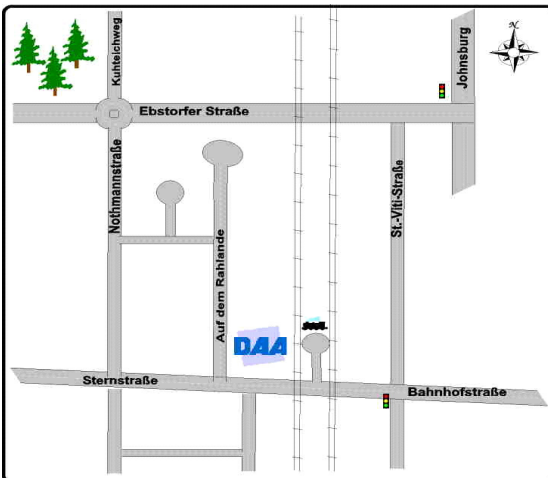 Kuhteichweg
Johnsburg
N
Ebstorfer Straße
Nothmannstraße
St.-Viti-Straße
Auf dem Rahlande
DAA
Sternstraße
Bahnhofstraße